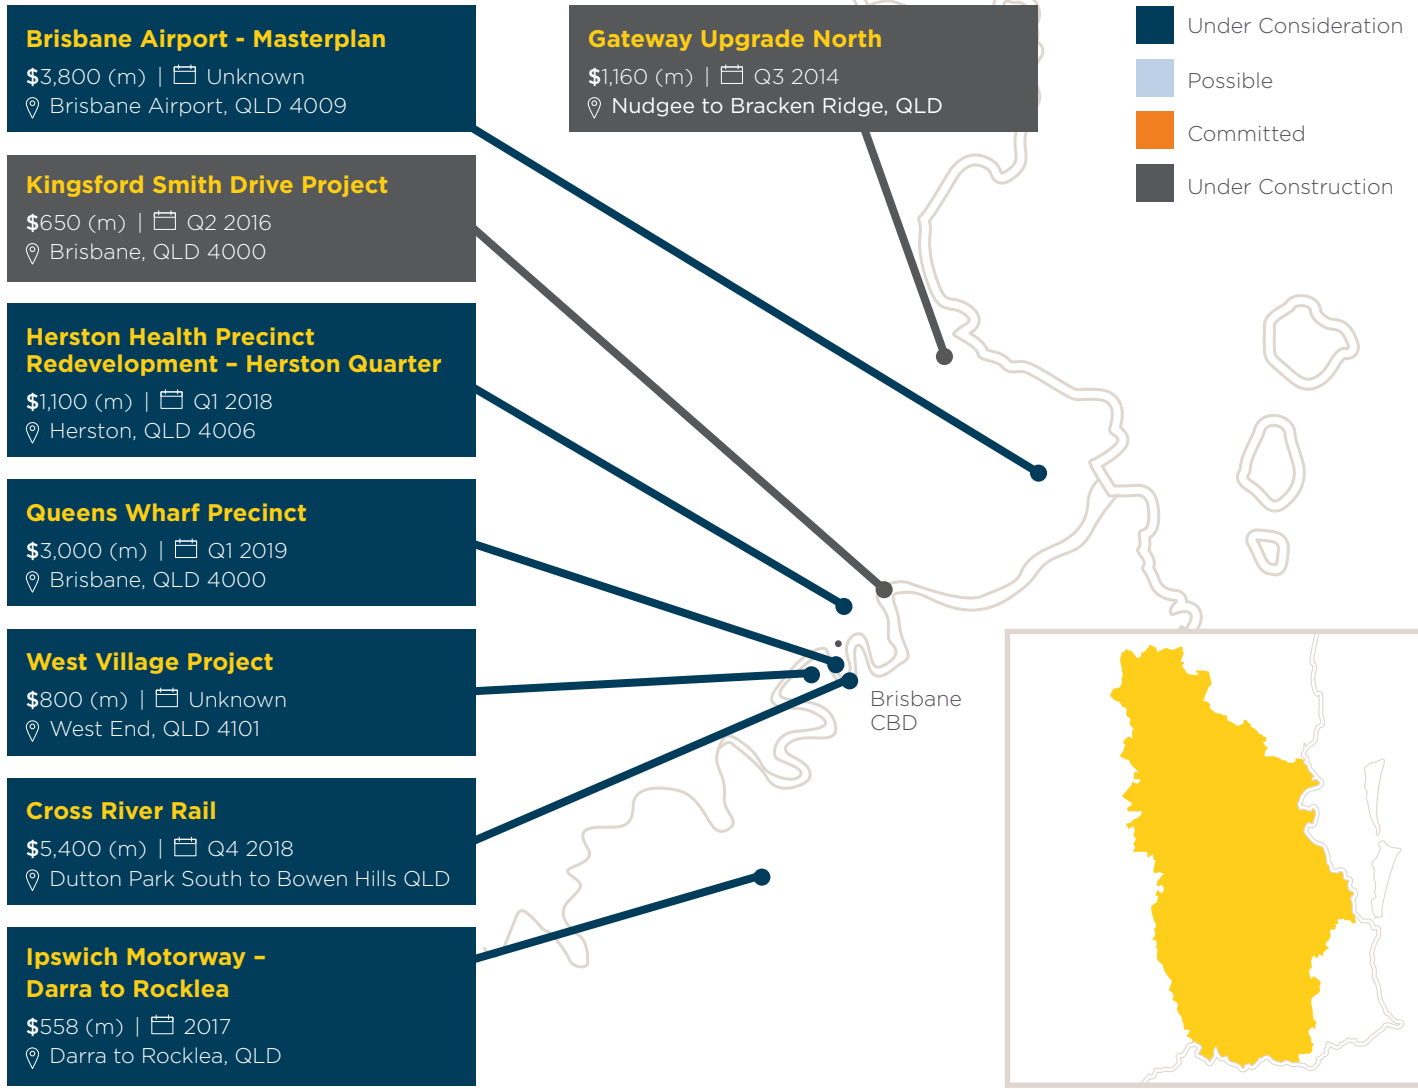 Brisbane Airport - Masterplan
$3,800 (m) | Unknown
Brisbane Airport, QLD 4009
Gateway Upgrade North
$1,160 (m) | Q3 2014
Nudgee to Bracken Ridge, QLD
Under Consideration
Possible
Committed
Under Construction
Kingsford Smith Drive Project
$650 (m) | Q2 2016
Brisbane, QLD 4000
Herston Health Precinct
Redevelopment – Herston Quarter
$1,100 (m) | Q1 2018
Herston, QLD 4006
Queens Wharf Precinct
$3,000 (m) | Q1 2019
Brisbane, QLD 4000
West Village Project
$800 (m) | Unknown
West End, QLD 4101
Brisbane
CBD
Cross River Rail
$5,400 (m) | Q4 2018
Dutton Park South to Bowen Hills QLD
Ipswich Motorway –
Darra to Rocklea
$558 (m) | 2017
Darra to Rocklea, QLD